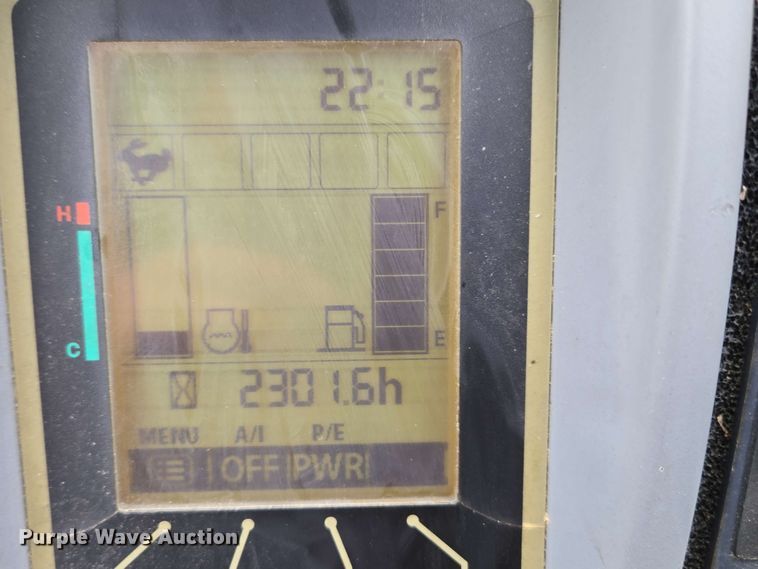 22:15
H
F
C
E
2301.6h
MENU A/I P/E
OFF PWR
Purple Wave Auction